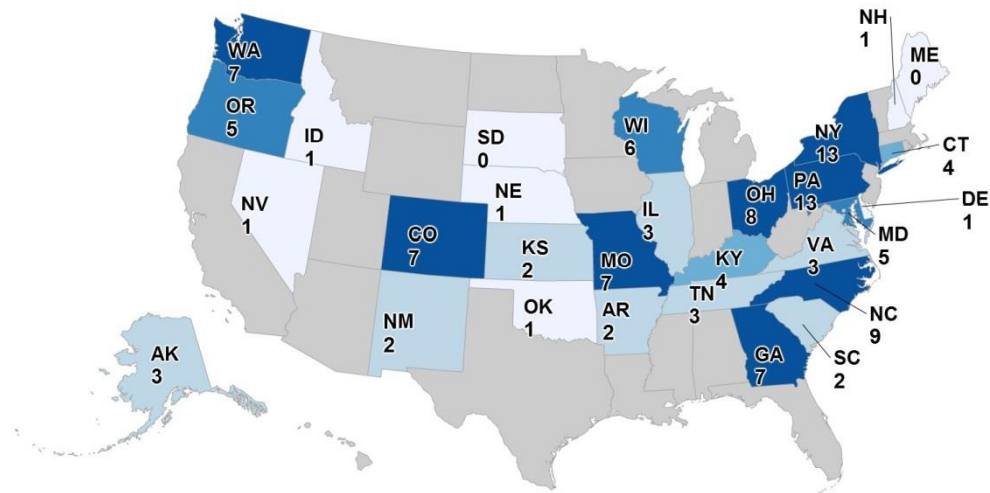 NH
1
ME
0
WA
7
OR
5
ID
1
SD
0
WI
6
NY
13
CT
4
NV
1
NE
1
IL
3
OH
8
PA
13
DE
1
CO
7
KS
2
MO
7
KY
4
VA
3
MD
5
NM
2
OK
1
AR
2
TN
3
NC
9
AK
3
GA
7
SC
2